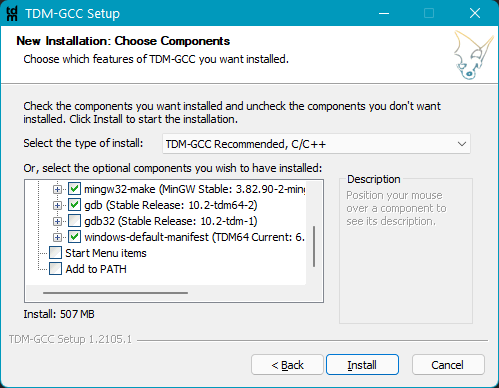 tdm
TDM-GCC Setup
New Installation: Choose Components
Choose which features of TDM-GCC you want installed.
Check the components you want installed and uncheck the components you don't want
installed. Click Install to start the installation.
Select the type of install:
TDM-GCC Recommended, C/C++
Or, select the optional components you wish to have installed:
mingw32-make (MinGW Stable: 3.82.90-2-ming
gdb (Stable Release: 10.2-tdm64-2)
gdb32 (Stable Release: 10.2-tdm-1)
windows-default-manifest (TDM64 Current: 6.
Start Menu items
Add to PATH
Description
Position your mouse
over a component to
see its description.
Install: 507 MB
TDM-GCC Setup 1.2105.1
< Back
Install
Cancel